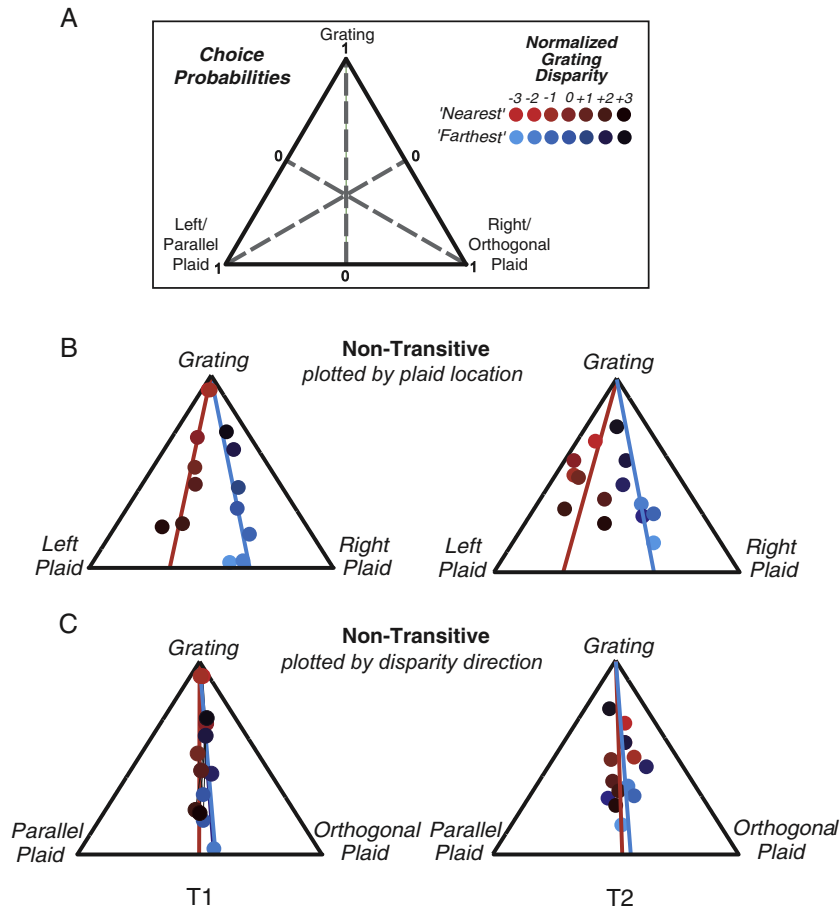 A
Choice
Probabilities
Grating
1
Normalized
Grating
Disparity
-3 -2 -1 0 +1 +2 +3
'Nearest'
'Farthest'
0
0
Left/
Parallel
Plaid
Right/
Orthogonal
Plaid
1
0
1
B
Non-Transitive
plotted by plaid location
Grating
Left
Plaid
Right
Plaid
Grating
Left
Plaid
Right
Plaid
C
Non-Transitive
plotted by disparity direction
Grating
Parallel
Plaid
Orthogonal
Plaid
Grating
Parallel
Plaid
Orthogonal
Plaid
T1
T2